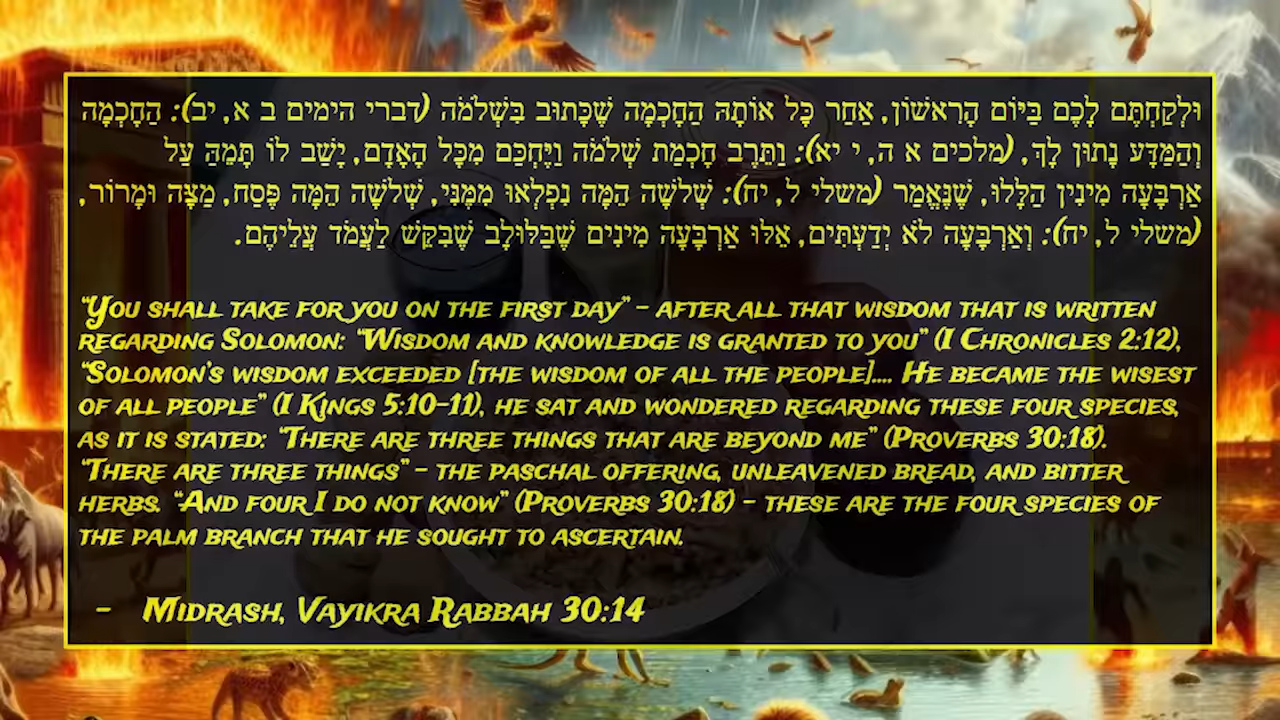 וּלְקַחְתֶּם לָכֶם בַּיּוֹם הָרִאשׁוֹן, אַחַר כָּל אוֹתָהּ הַחָכְמָה שֶׁכָּתוּב בִּשְׁלֹמֹה (דברי הימים ב א, יב): הַחָכְמָה
וְהַמַּדָּע נָתוּן לָךְ, (מלכים א ה, י יא): וַתֵּרֶב חָכְמַת שְׁלֹמֹה וַיֶּחְכַּם מִכָּל הָאָדָם, יָשַׁב לוֹ תָּמֵהַּ עַל
אַרְבָּעָה מִינִין הַלָּלוּ, שֶׁנֶּאֱמַר (משלי ל, יח): שְׁלשָׁה הֵמָּה נִפְלְאוּ מִמֶּנִּי, שְׁלשָׁה הֵמָּה פֶּסַח, מַצָּה וּמָרוֹר,
(משלי ל, יח): וְאַרְבָּעָה לֹא יְדַעְתִּים, אֵלּוּ אַרְבָּעָה מִינִים שֶׁבַּלּוּלָב שֶׁבִּקֵּשׁ לַעֲמֹד עֲלֵיהֶם.
“You shall take for you on the first day” – after all that wisdom that is written
regarding Solomon: “Wisdom and knowledge is granted to you” (I Chronicles 2:12),
“Solomon’s wisdom exceeded [the wisdom of all the people]…. He became the wisest
of all people” (I Kings 5:10–11), he sat and wondered regarding these four species,
as it is stated: “There are three things that are beyond me” (Proverbs 30:18).
“There are three things” – the paschal offering, unleavened bread, and bitter
herbs. “And four I do not know” (Proverbs 30:18) – these are the four species of
the palm branch that he sought to ascertain.
- Midrash, Vayikra Rabbah 30:14